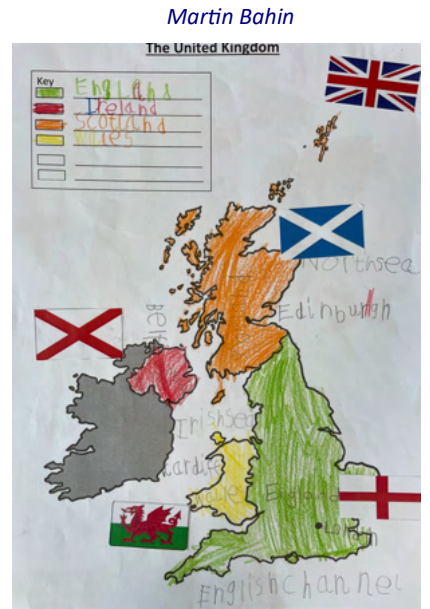 Martin Bahin
The United Kingdom
Key
England
Ireland
Scotland
Wales
Northsea
Edinburgh
Irishsea
Cardiff
Wales
England
London
Englishchannel